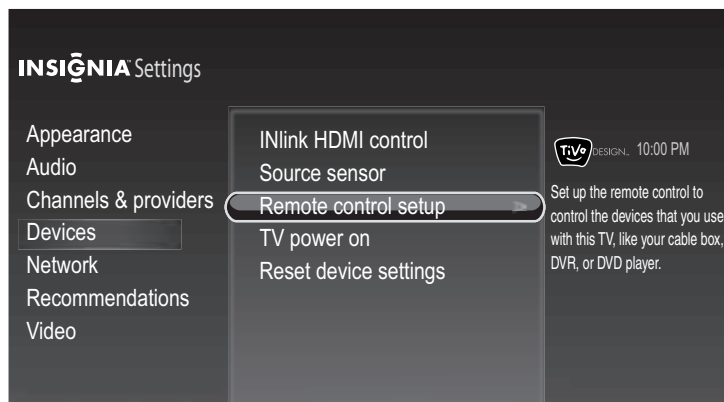 INSIGNIA™ Settings
Appearance
Audio
Channels & providers
Devices
Network
Recommendations
Video
INlink HDMI control
Source sensor
Remote control setup
TV power on
Reset device settings
TiVo DESIGN™ 10:00 PM
Set up the remote control to
control the devices that you use
with this TV, like your cable box,
DVR, or DVD player.